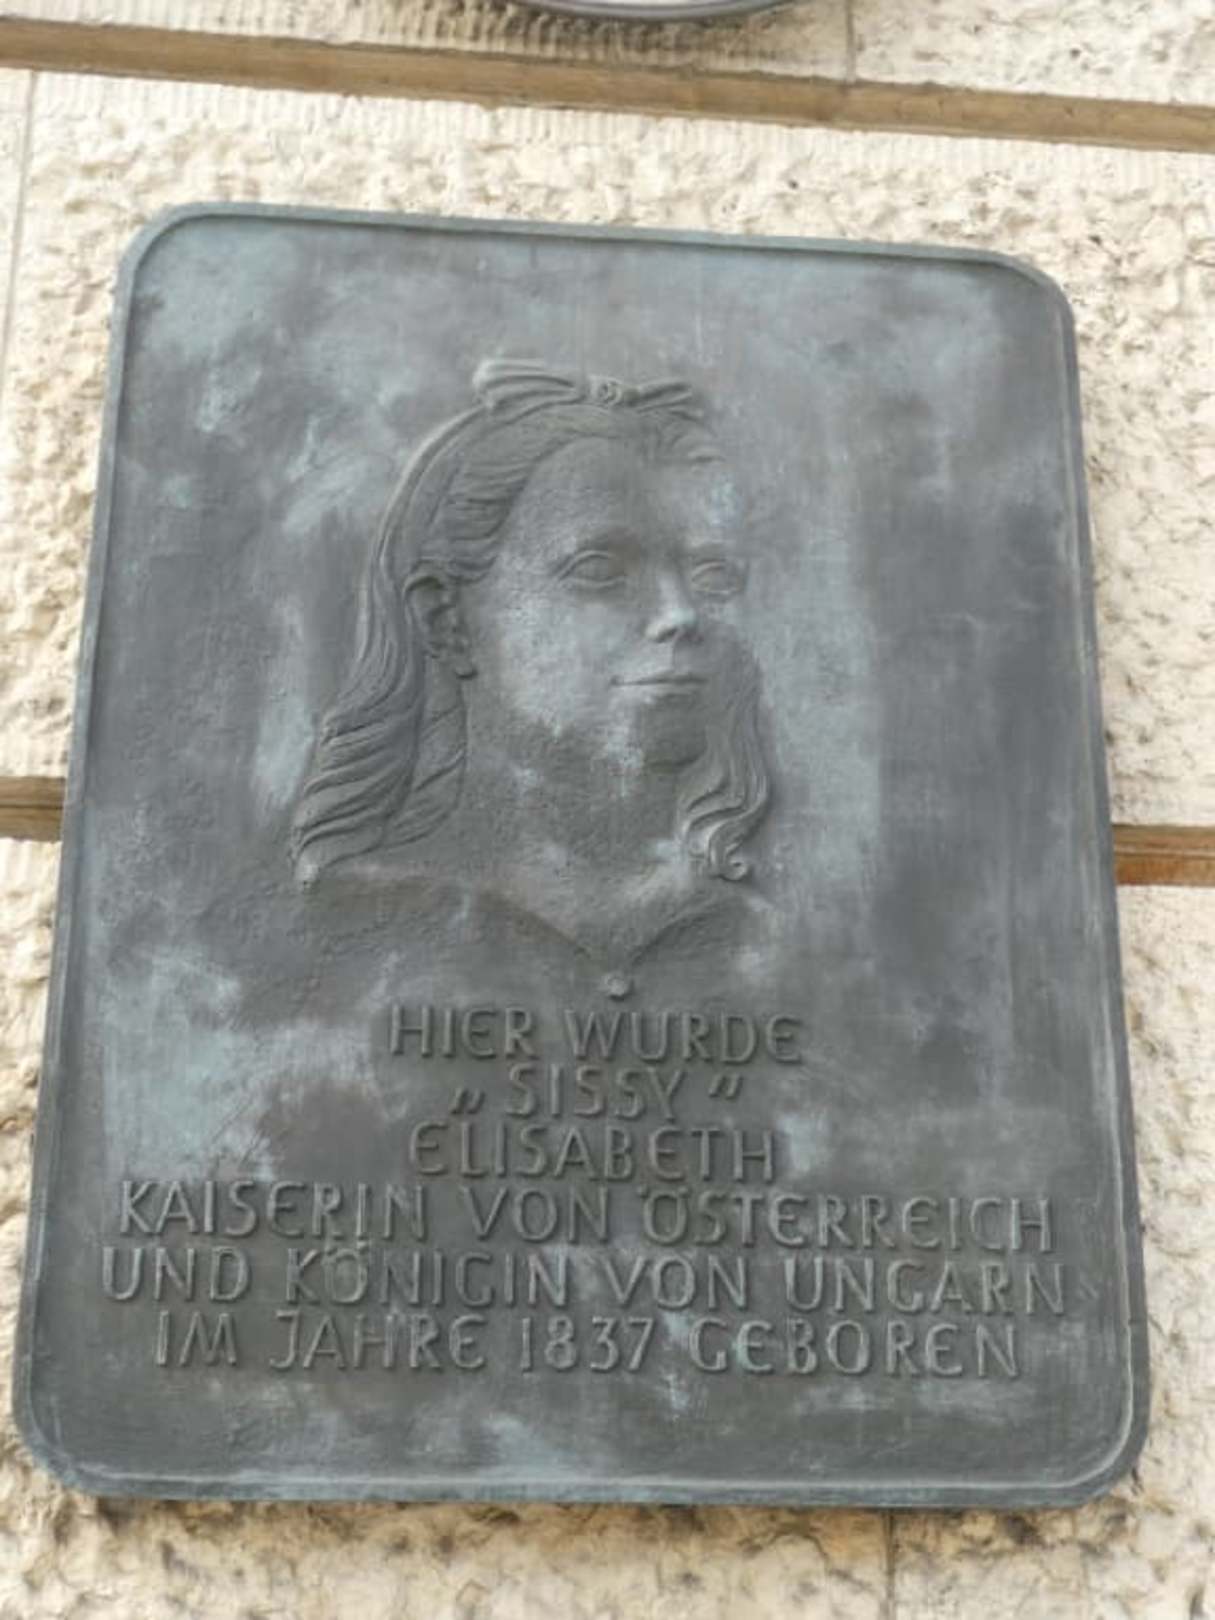 HIER WURDE
„SISSY"
ELISABETH
KAISERIN VON ÖSTERREICH
UND KÖNIGIN VON UNGARN
IM JAHRE 1837 GEBOREN